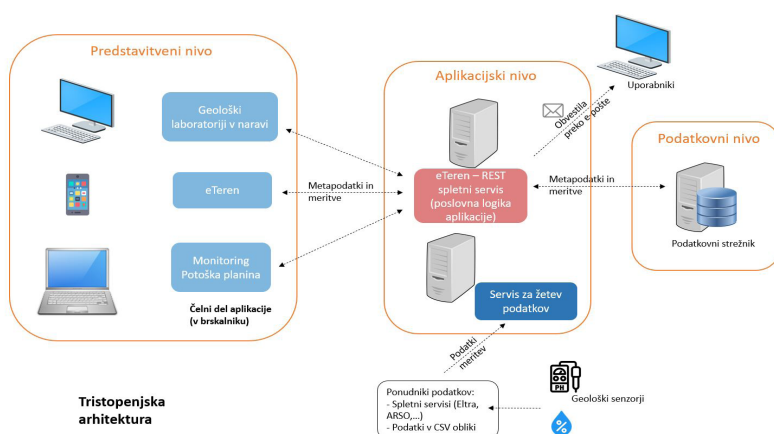 Predstavitveni nivo
Geološki
laboratoriji v naravi
eTeren
Monitoring
Potoška planina
Čelni del aplikacije
(v brskalniku)
Metapodatki in
meritve
Aplikacijski nivo
eTeren – REST
spletni servis
(poslovna logika
aplikacije)
Servis za žetev
podatkov
Obvestila
preko e-pošte
Uporabniki
Metapodatki in
meritve
Podatkovni nivo
Podatkovni strežnik
Podatki
meritev
Ponudniki podatkov:
- Spletni servisi (Eltra,
ARSO,...)
- Podatki v CSV obliki
PH
Geološki senzorji
%
Tristopenjska
arhitektura